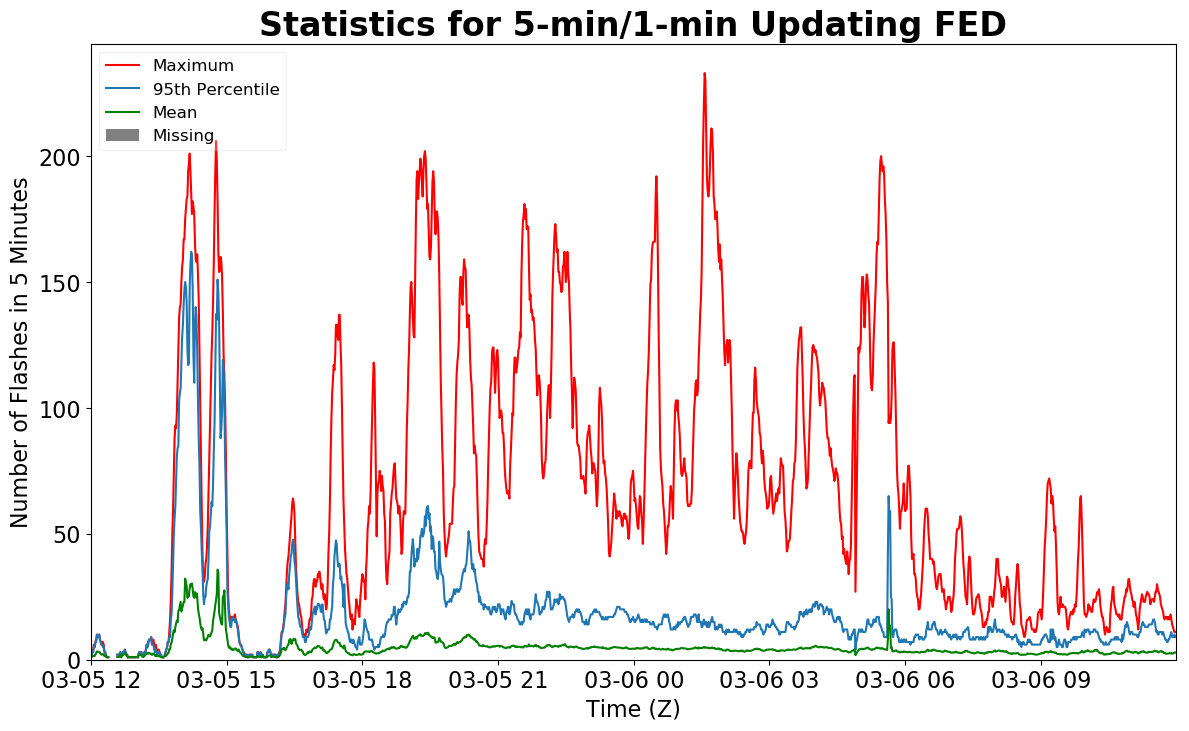 Statistics for 5-min/1-min Updating FED
Maximum
95th Percentile
Mean
Missing
Number of Flashes in 5 Minutes
200
150
100
50
0
03-05 12 03-05 15 03-05 18 03-05 21 03-06 00 03-06 03 03-06 06 03-06 09
Time (Z)